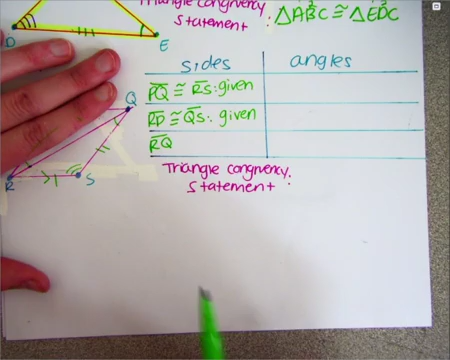 Triangle congruency
Statement:
△ABC ≅ △EDC
D
E
sides
angles
PQ ≅ RS : given
RP ≅ QS : given
RQ
Q
R
S
Triangle congruency
Statement :